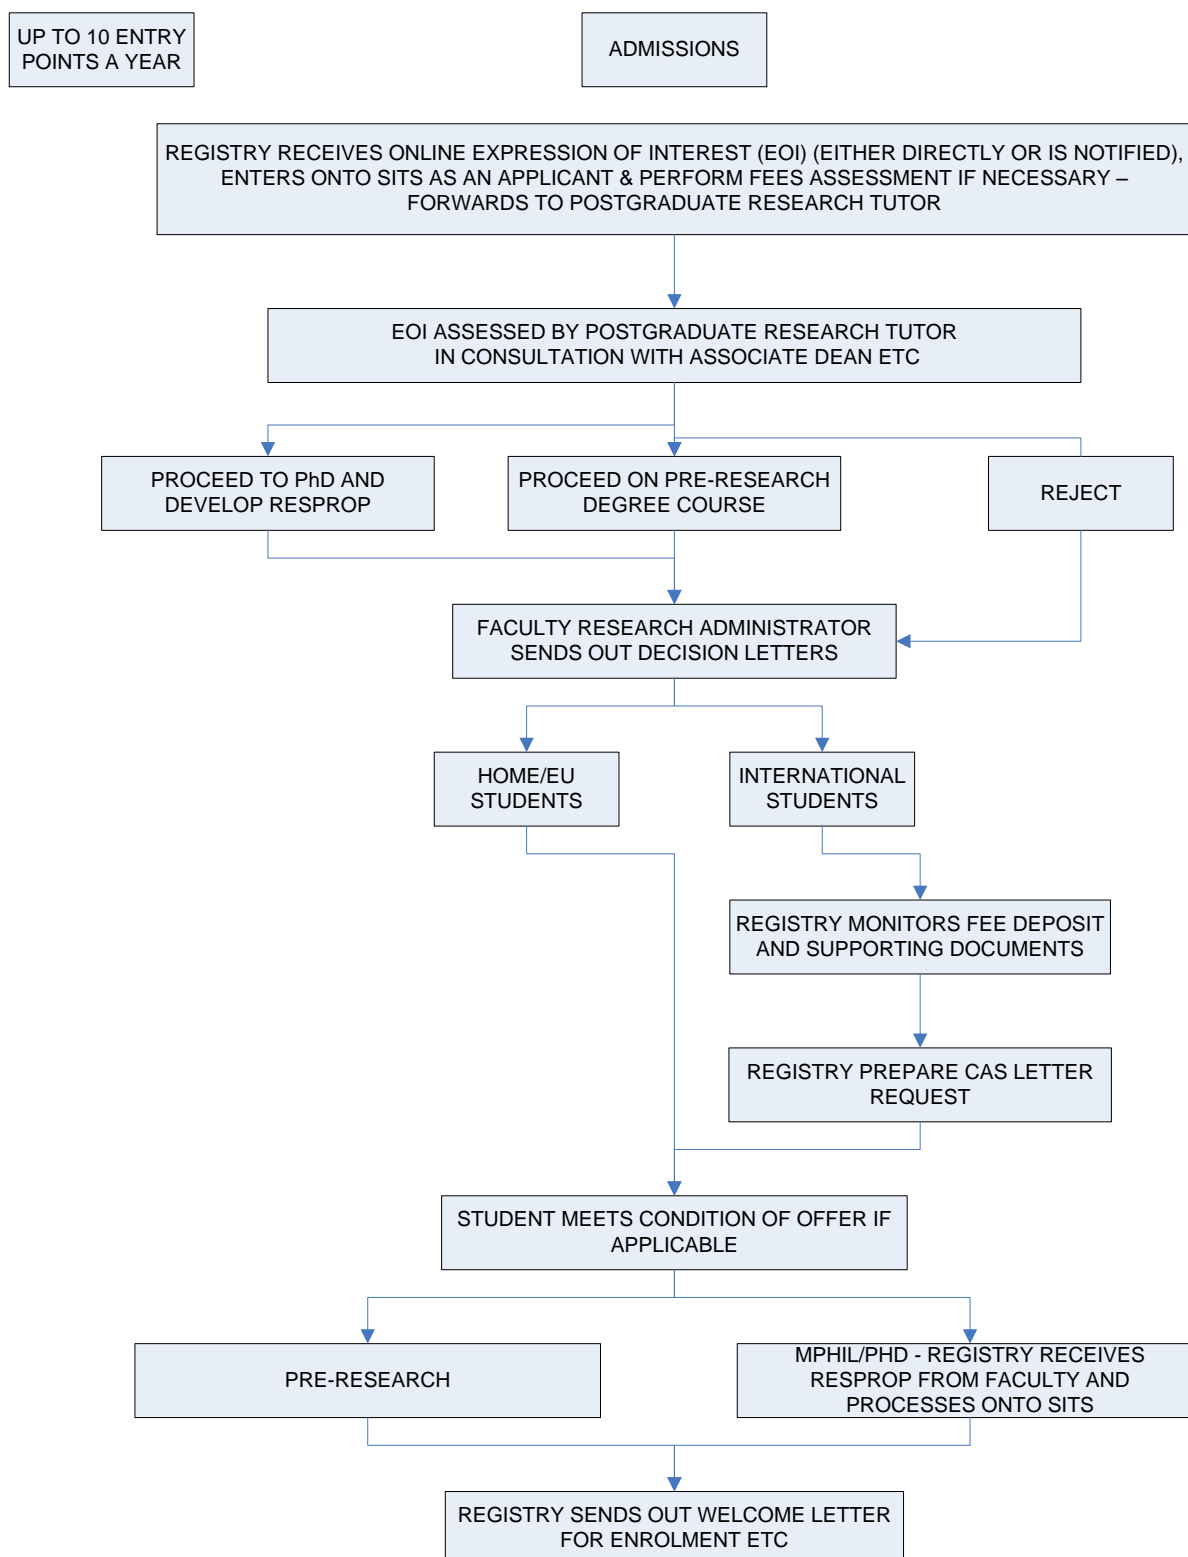 UP TO 10 ENTRY
POINTS A YEAR
ADMISSIONS
REGISTRY RECEIVES ONLINE EXPRESSION OF INTEREST (EOI) (EITHER DIRECTLY OR IS NOTIFIED),
ENTERS ONTO SITS AS AN APPLICANT & PERFORM FEES ASSESSMENT IF NECESSARY –
FORWARDS TO POSTGRADUATE RESEARCH TUTOR
EOI ASSESSED BY POSTGRADUATE RESEARCH TUTOR
IN CONSULTATION WITH ASSOCIATE DEAN ETC
PROCEED TO PhD AND
DEVELOP RESPROP
PROCEED ON PRE-RESEARCH
DEGREE COURSE
REJECT
FACULTY RESEARCH ADMINISTRATOR
SENDS OUT DECISION LETTERS
HOME/EU
STUDENTS
INTERNATIONAL
STUDENTS
REGISTRY MONITORS FEE DEPOSIT
AND SUPPORTING DOCUMENTS
REGISTRY PREPARE CAS LETTER
REQUEST
STUDENT MEETS CONDITION OF OFFER IF
APPLICABLE
PRE-RESEARCH
MPHIL/PHD - REGISTRY RECEIVES
RESPROP FROM FACULTY AND
PROCESSES ONTO SITS
REGISTRY SENDS OUT WELCOME LETTER
FOR ENROLMENT ETC